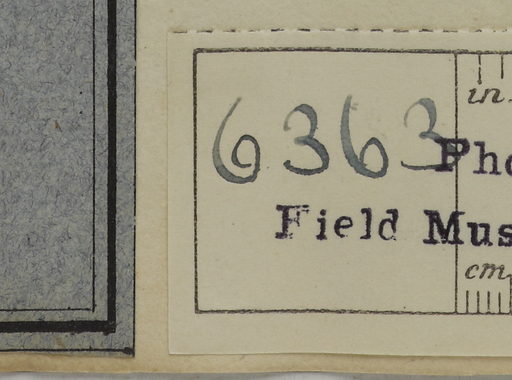 in.
6363
Pho
Field Mus
cm.